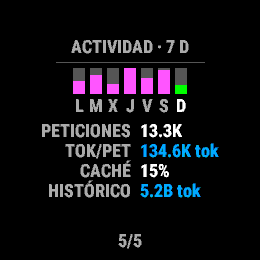 ACTIVIDAD · 7 D
L M X J V S D
PETICIONES 13.3K
TOK/PET 134.6K tok
CACHÉ 15%
HISTÓRICO 5.2B tok
5/5